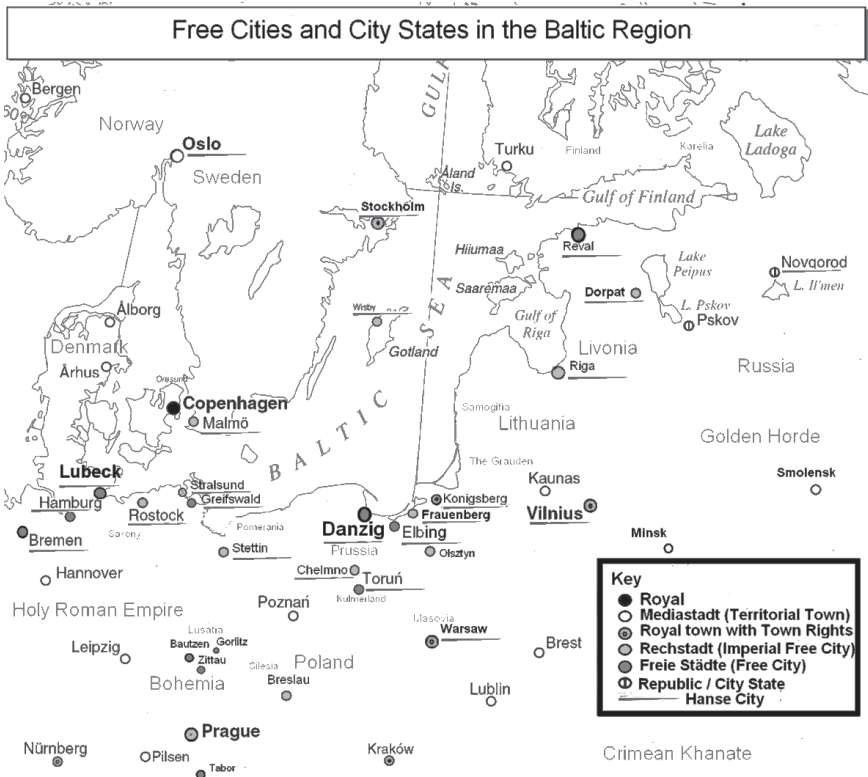 Free Cities and City States in the Baltic Region
Bergen
60°
Norway
Oslo
Sweden
GULF
Turku
Finland
Karelia
Lake
Ladoga
Åland
Is.
Gulf of Finland
Stockholm
Reval
Hiiumaa
Lake
Peipus
Novgorod
Saaremaa
Dorpat
L. Il'men
L. Pskov
Pskov
Wisby
Gotland
Gulf of
Riga
SEA
Ålborg
Denmark
Århus
Livonia
Riga
Russia
Oresund
Copenhagen
Malmö
BALTIC
Samogitia
Lithuania
Golden Horde
The Grauden
Lubeck
Stralsund
Greifswald
Hamburg
Rostock
Kaunas
Smolensk
Konigsberg
Frauenberg
Vilnius
Danzig
Elbing
Pomerania
Saxony
Bremen
Minsk
Stettin
Prussia
Olsztyn
Hannover
Chelmno
Toruń
Kulmerland
Holy Roman Empire
Poznań
Masovia
Warsaw
Lusatia
Leipzig
Bautzen
Gorlitz
Zittau
Silesia
Poland
Brest
Bohemia
Breslau
Lublin
Prague
Nürnberg
Pilsen
Tabor
Kraków
Crimean Khanate
Key
Royal
Mediastadt (Territorial Town)
Royal town with Town Rights
Rechstadt (Imperial Free City)
Freie Städte (Free City)
Republic / City State
Hanse City